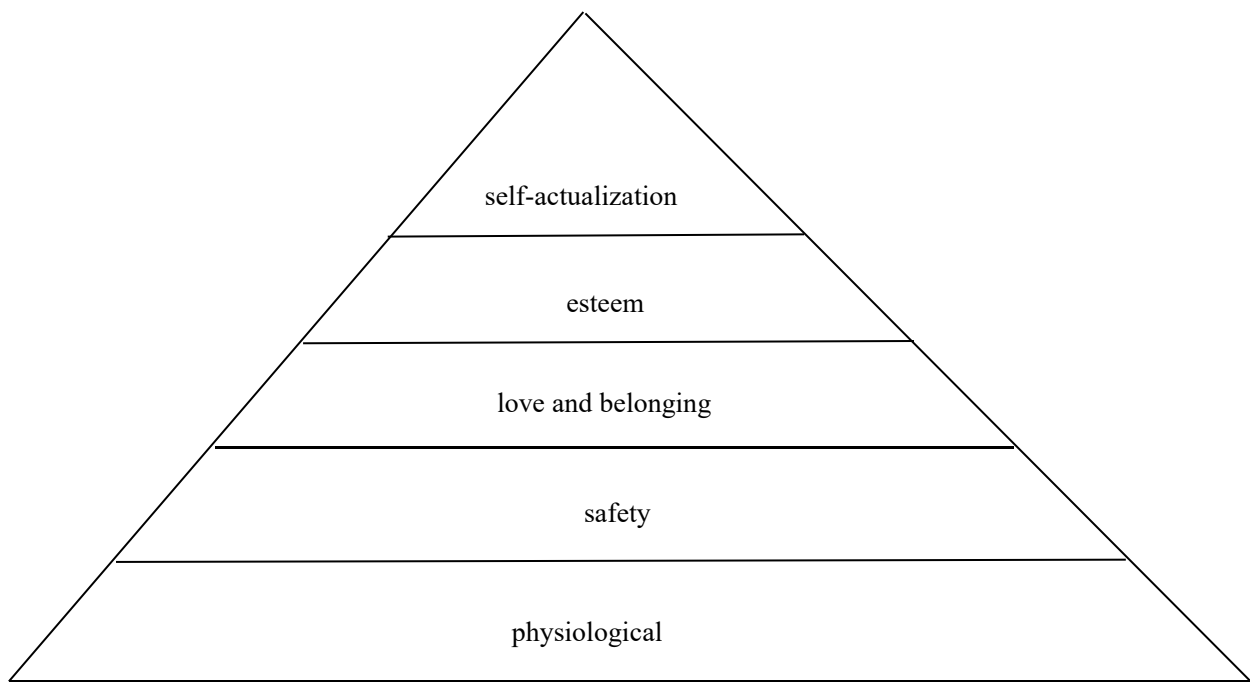 self-actualization
esteem
love and belonging
safety
physiological